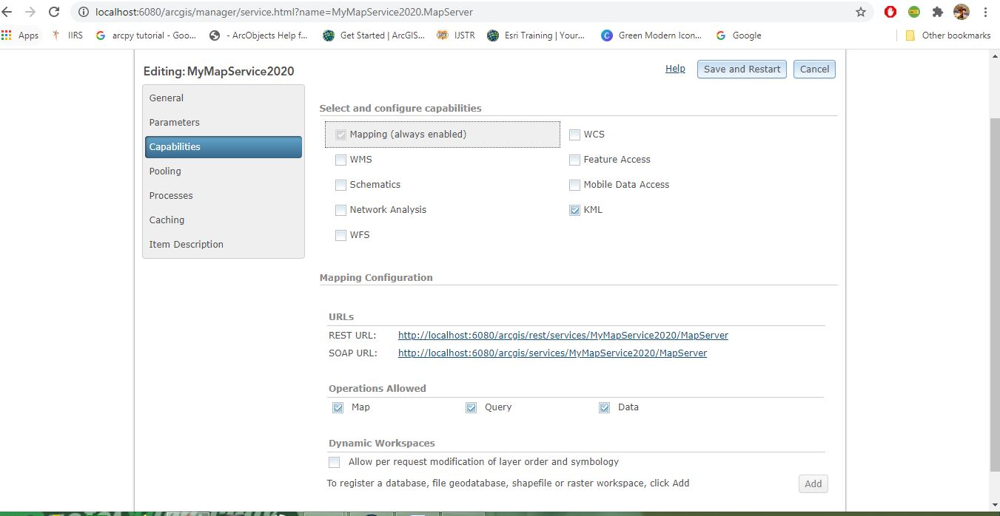 localhost:6080/arcgis/manager/service.html?name=MyMapService2020.MapServer
Apps IIRS arcpy tutorial - Goo... - ArcObjects Help f... Get Started | ArcGIS... IJSTR Esri Training | Your... Green Modern Icon... Google Other bookmarks
Editing: MyMapService2020 Help Save and Restart Cancel
General
Parameters
Capabilities
Pooling
Processes
Caching
Item Description
Select and configure capabilities
Mapping (always enabled) WCS
WMS Feature Access
Schematics Mobile Data Access
Network Analysis KML
WFS
Mapping Configuration
URLs
REST URL: http://localhost:6080/arcgis/rest/services/MyMapService2020/MapServer
SOAP URL: http://localhost:6080/arcgis/services/MyMapService2020/MapServer
Operations Allowed
Map Query Data
Dynamic Workspaces
Allow per request modification of layer order and symbology
To register a database, file geodatabase, shapefile or raster workspace, click Add Add